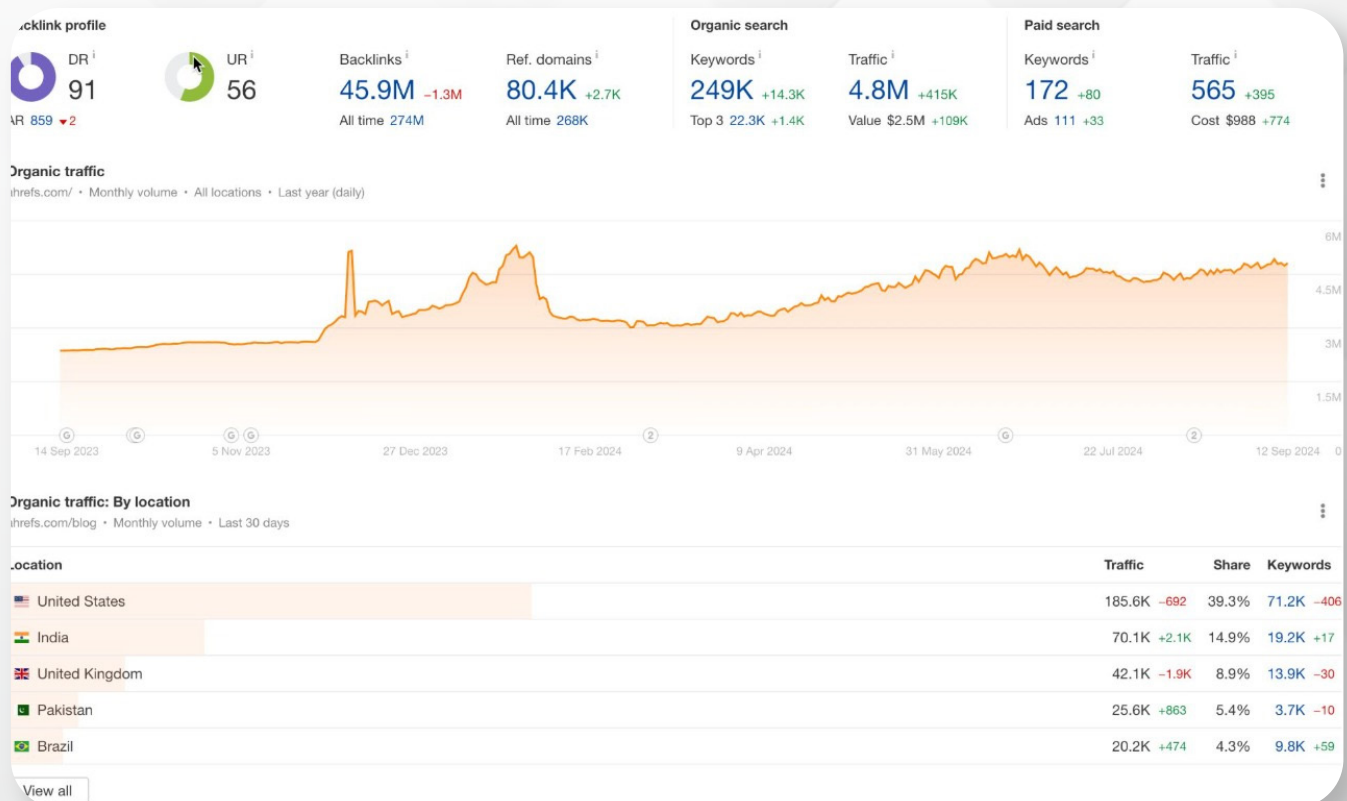 cklink profile
Organic search
Paid search
DR i
UR i
Backlinks i
Ref. domains i
Keywords i
Traffic i
Keywords i
Traffic i
91
56
45.9M −1.3M
80.4K +2.7K
249K +14.3K
4.8M +415K
172 +80
565 +395
AR 859 ▾2
All time 274M
All time 268K
Top 3 22.3K +1.4K
Value $2.5M +109K
Ads 111 +33
Cost $988 +774
Organic traffic
hrefs.com/ • Monthly volume • All locations • Last year (daily)
6M
4.5M
3M
1.5M
G G G G 2 G 2
14 Sep 2023 5 Nov 2023 27 Dec 2023 17 Feb 2024 9 Apr 2024 31 May 2024 22 Jul 2024 12 Sep 2024 0
Organic traffic: By location
hrefs.com/blog • Monthly volume • Last 30 days
Location Traffic Share Keywords
United States 185.6K −692 39.3% 71.2K −406
India 70.1K +2.1K 14.9% 19.2K +17
United Kingdom 42.1K −1.9K 8.9% 13.9K −30
Pakistan 25.6K +863 5.4% 3.7K −10
Brazil 20.2K +474 4.3% 9.8K +59
View all